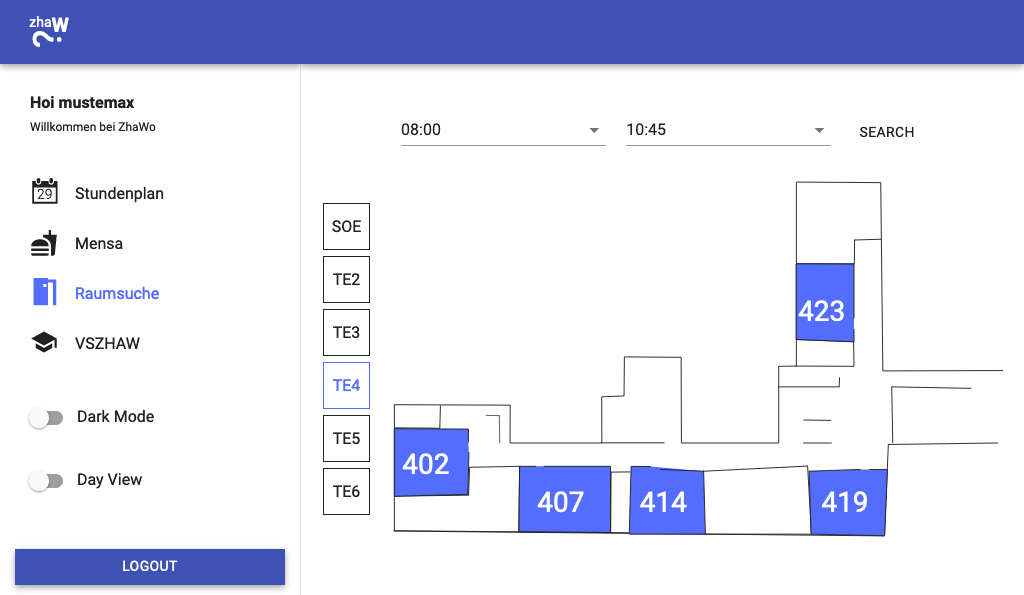 zhaw
Hoi mustemax
Willkommen bei ZhaWo
29
Stundenplan
Mensa
Raumsuche
VSZHAW
Dark Mode
Day View
LOGOUT
08:00
10:45
SEARCH
SOE
TE2
TE3
TE4
TE5
TE6
423
402
407
414
419